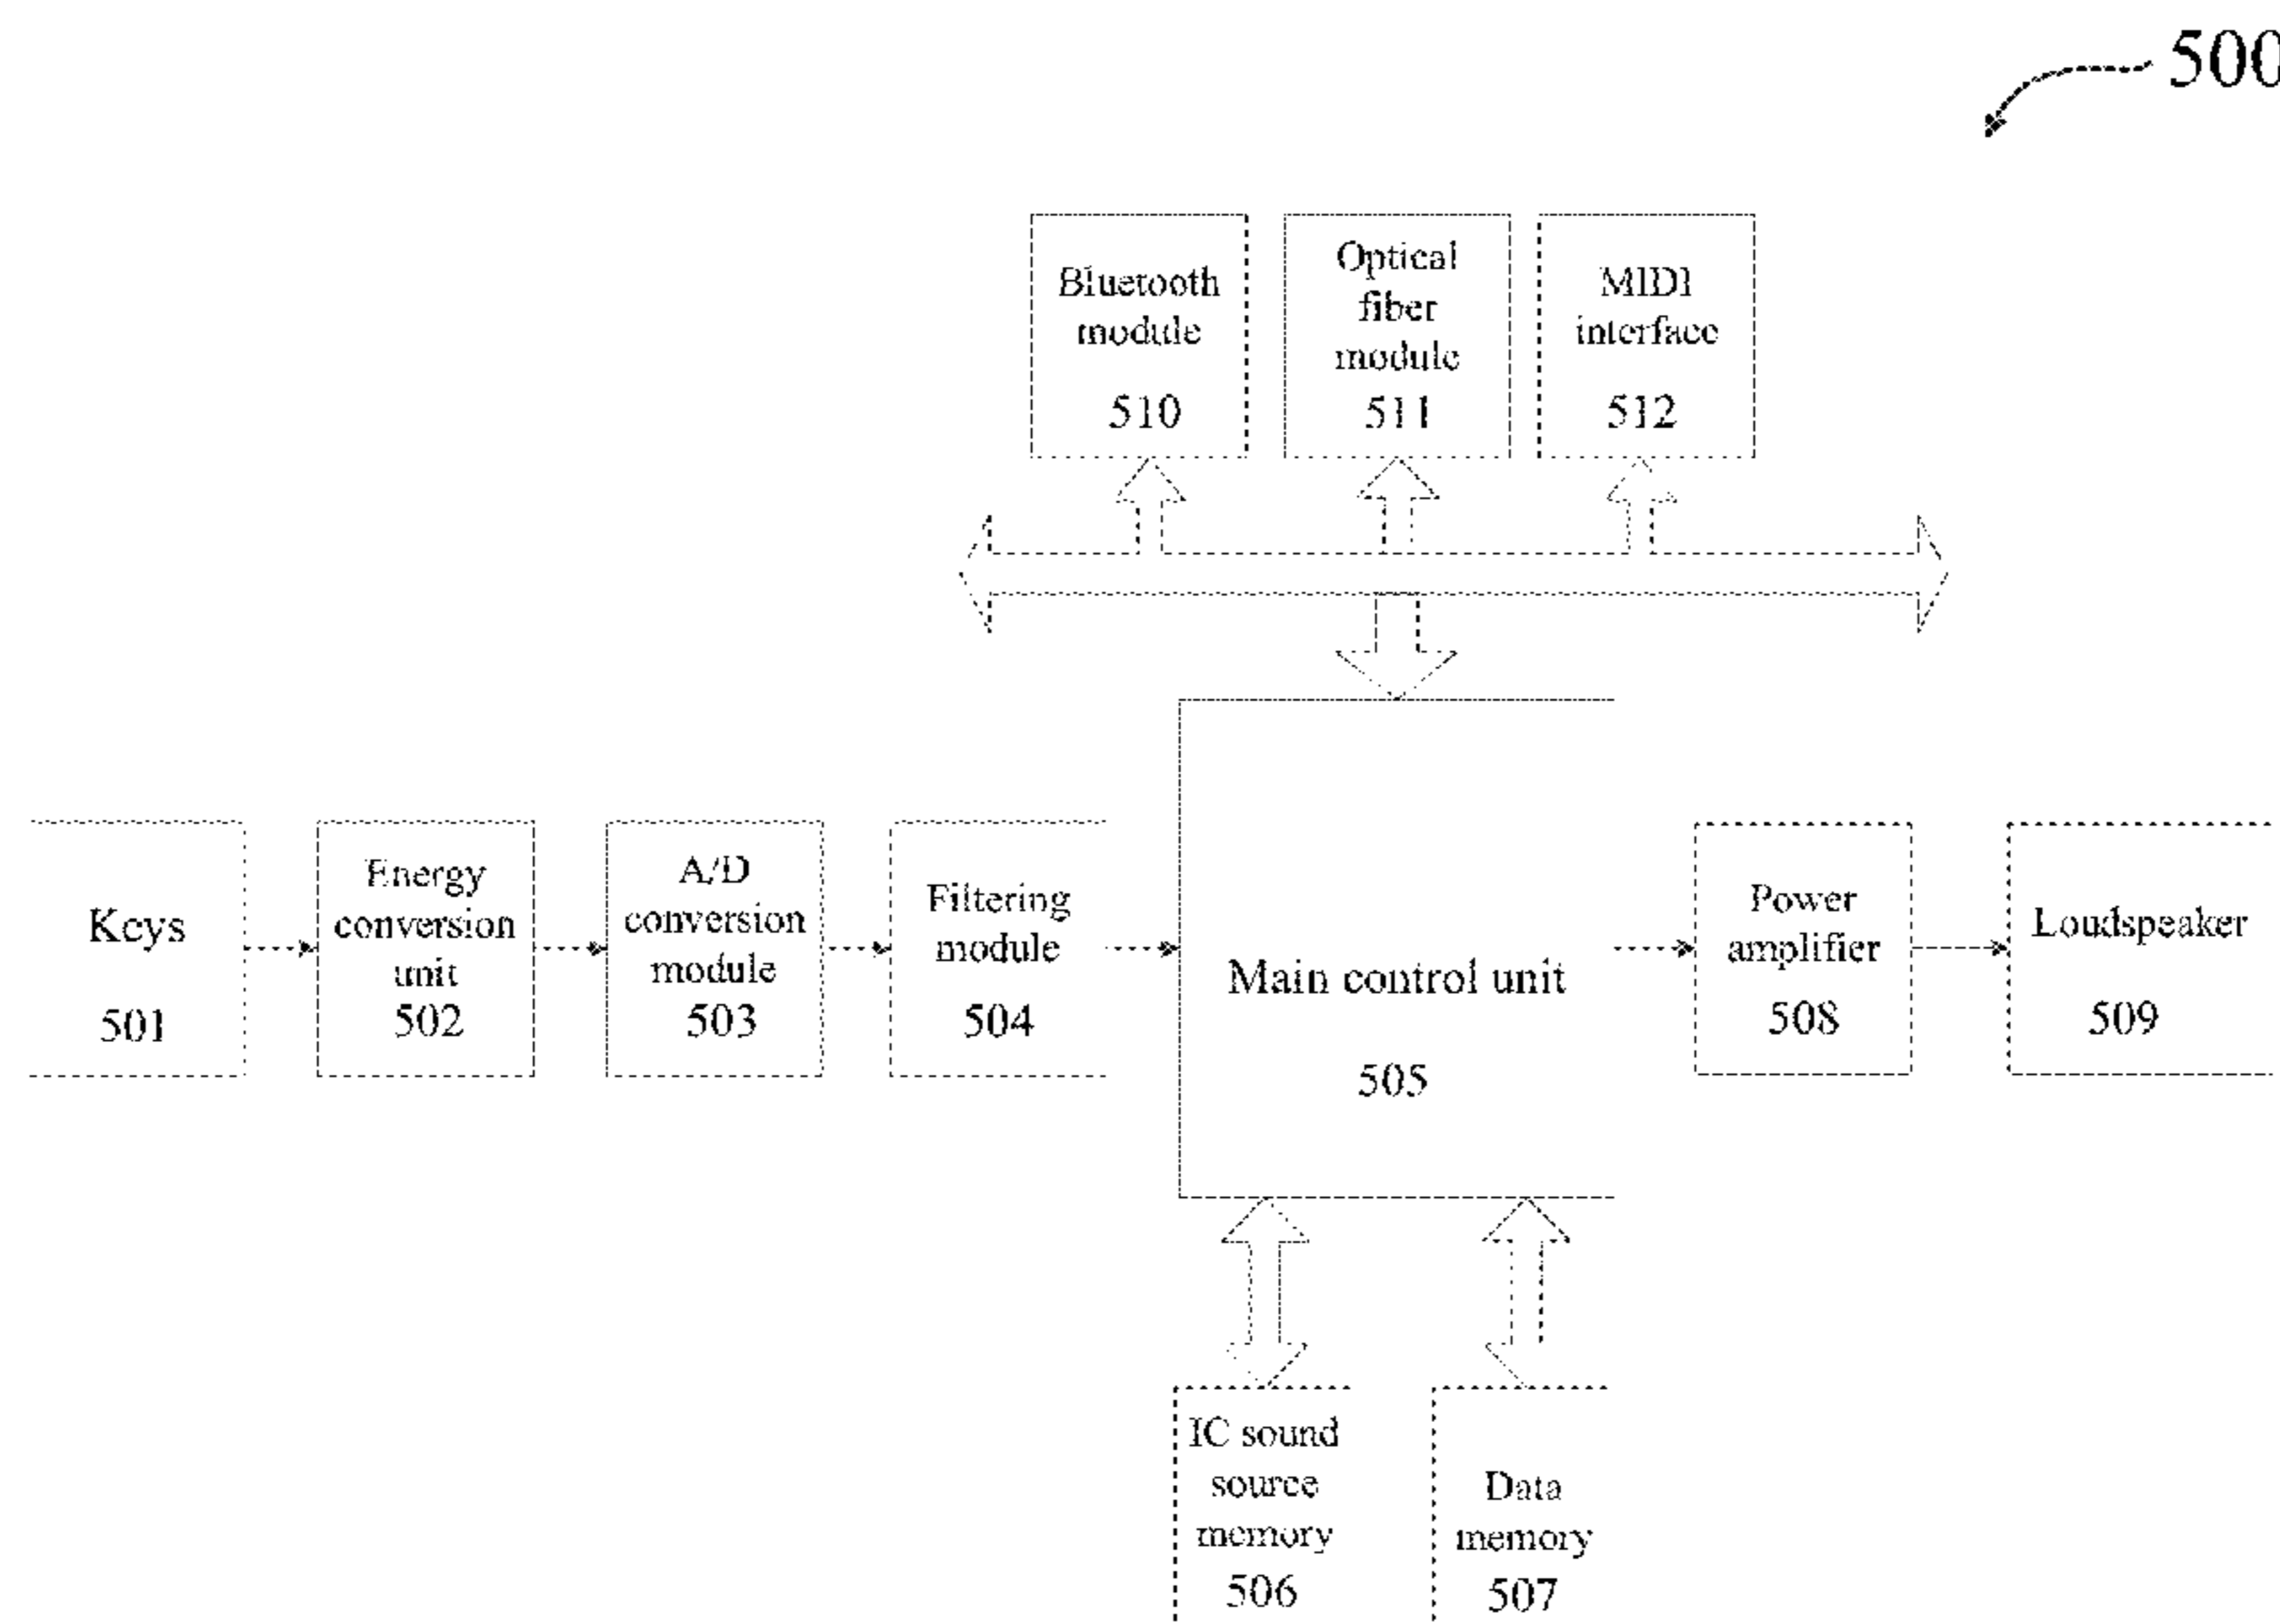 500
Bluetooth
module
510
Optical
fiber
module
511
MIDI
interface
512
Keys
501
Energy
conversion
unit
502
A/D
conversion
module
503
Filtering
module
504
Main control unit
505
Power
amplifier
508
Loudspeaker
509
IC sound
source
memory
506
Data
memory
507